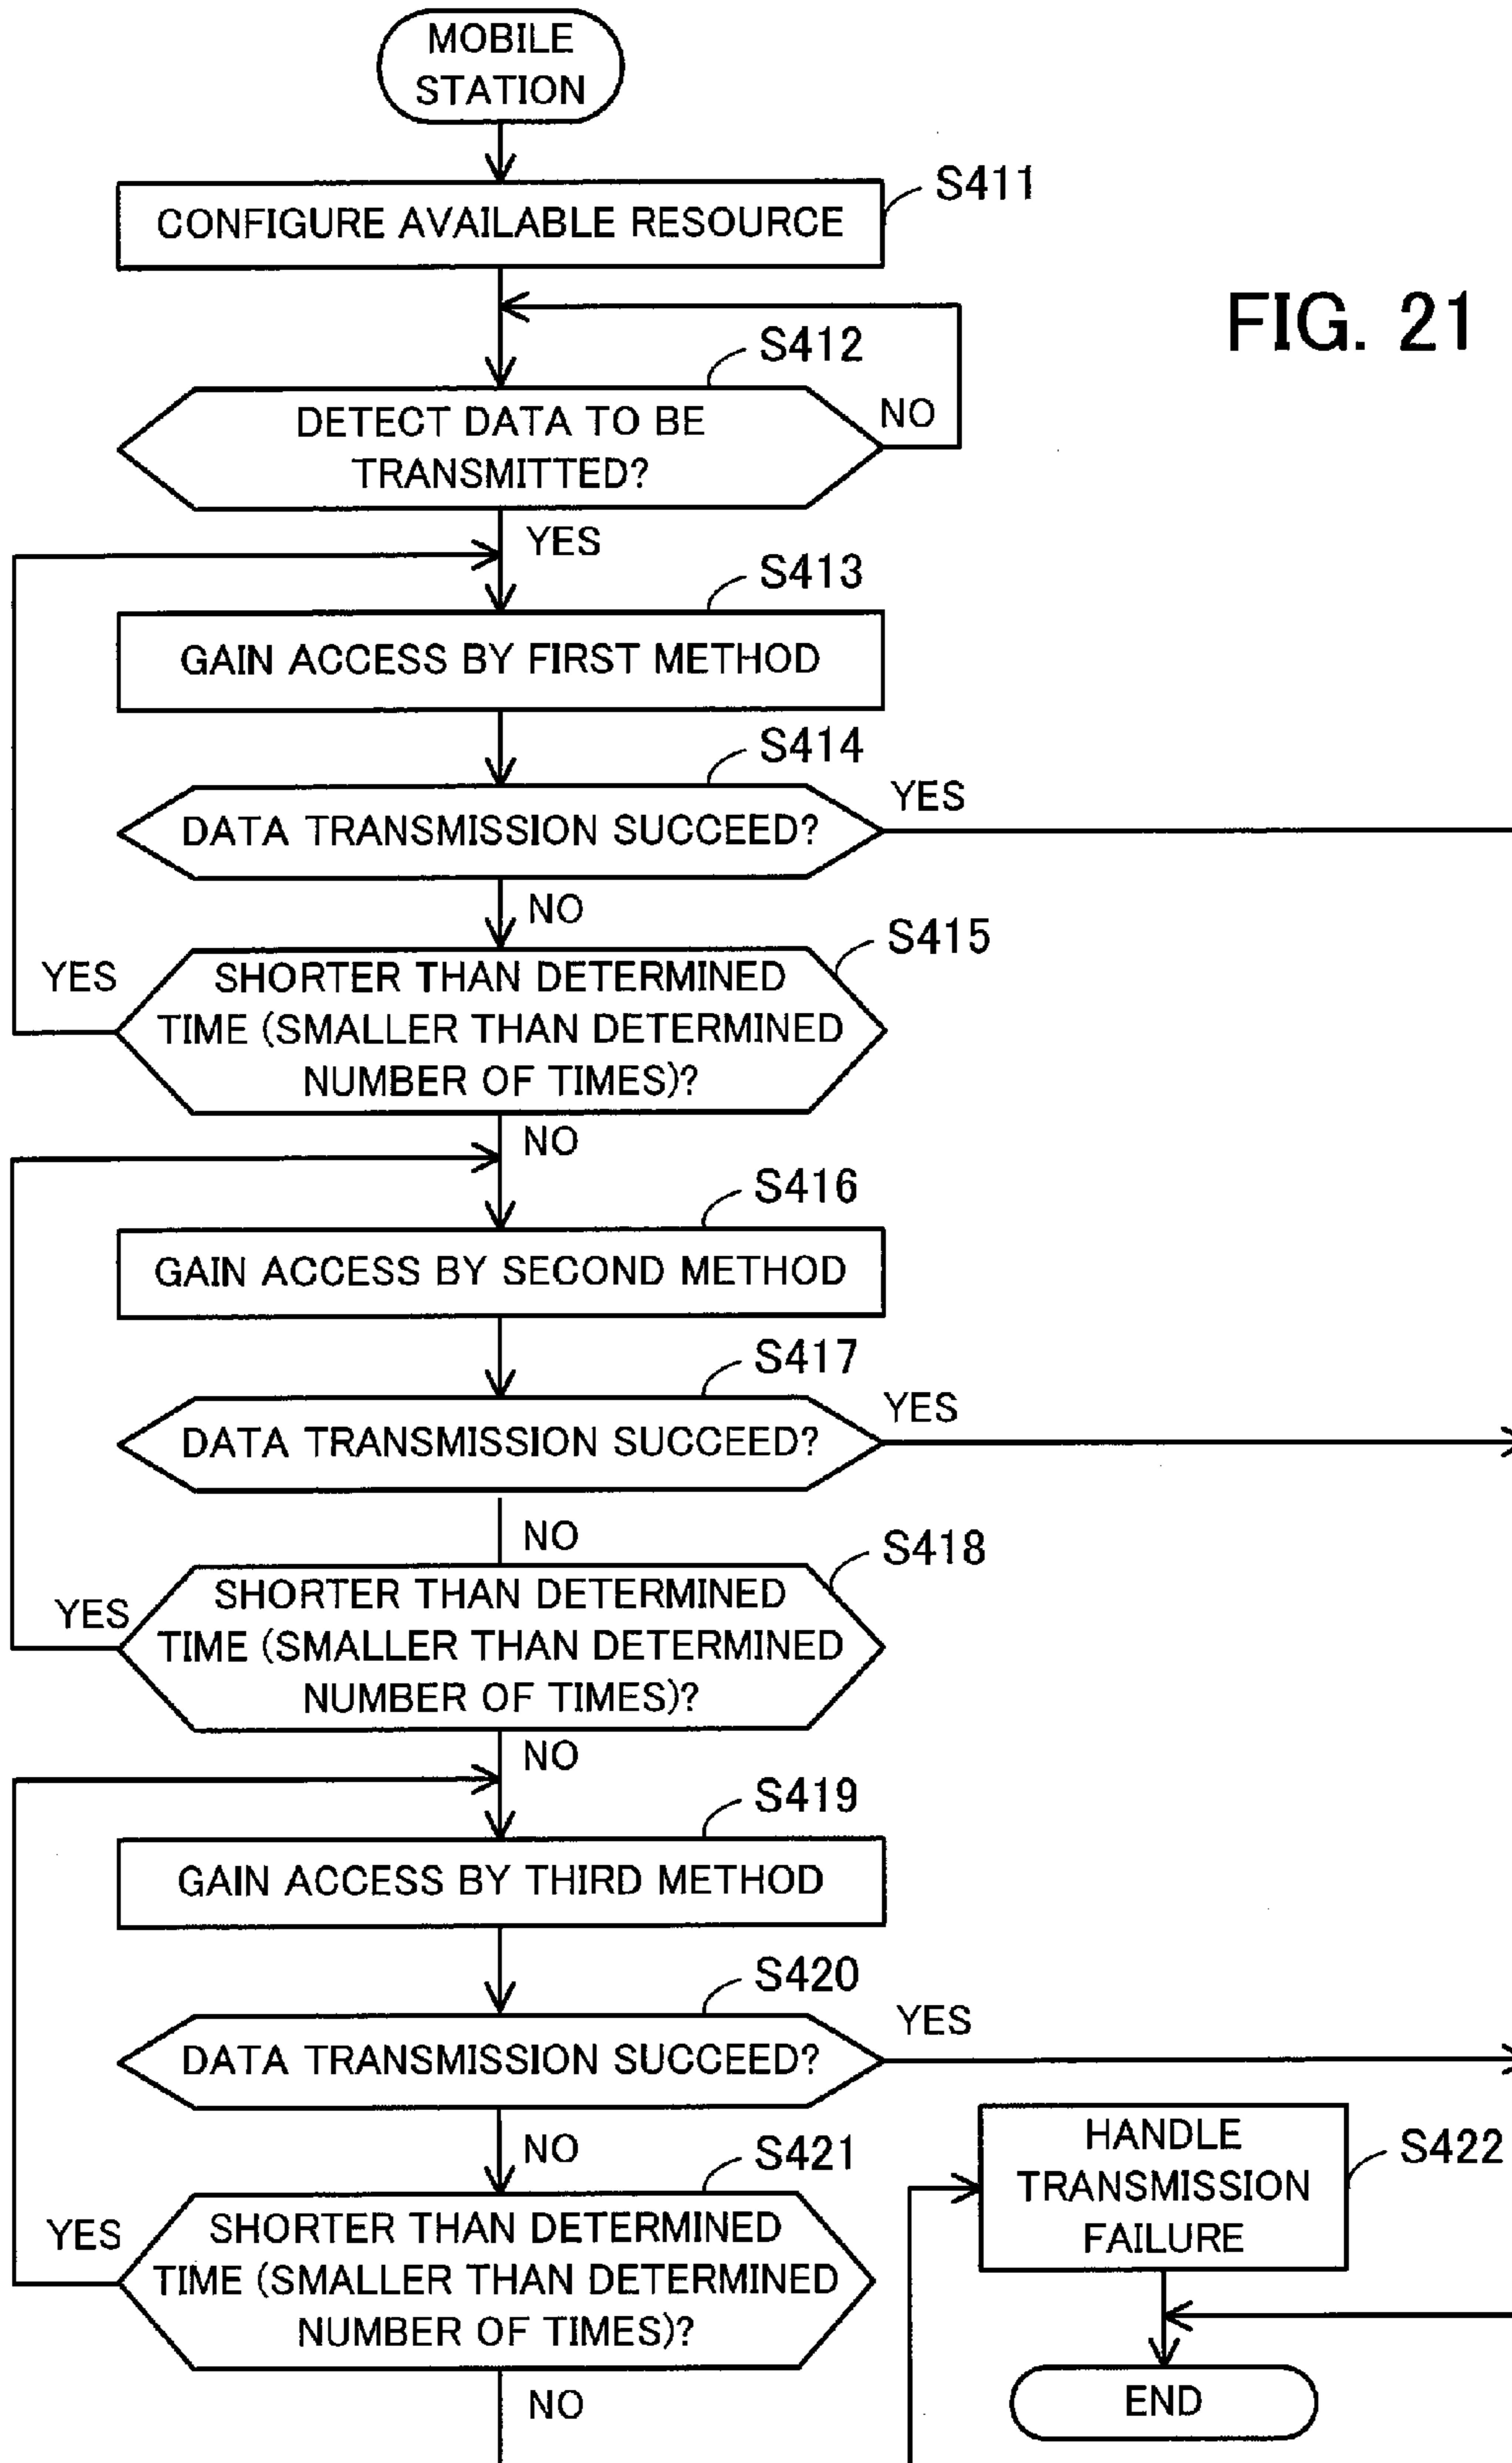 MOBILE
STATION
S411
CONFIGURE AVAILABLE RESOURCE
FIG. 21
S412
DETECT DATA TO BE
TRANSMITTED?
NO
YES
S413
GAIN ACCESS BY FIRST METHOD
S414
DATA TRANSMISSION SUCCEED?
YES
NO
S415
SHORTER THAN DETERMINED
TIME (SMALLER THAN DETERMINED
NUMBER OF TIMES)?
YES
NO
S416
GAIN ACCESS BY SECOND METHOD
S417
DATA TRANSMISSION SUCCEED?
YES
NO
S418
SHORTER THAN DETERMINED
TIME (SMALLER THAN DETERMINED
NUMBER OF TIMES)?
YES
NO
S419
GAIN ACCESS BY THIRD METHOD
S420
DATA TRANSMISSION SUCCEED?
YES
NO
S421
SHORTER THAN DETERMINED
TIME (SMALLER THAN DETERMINED
NUMBER OF TIMES)?
YES
NO
HANDLE
TRANSMISSION
FAILURE
S422
END